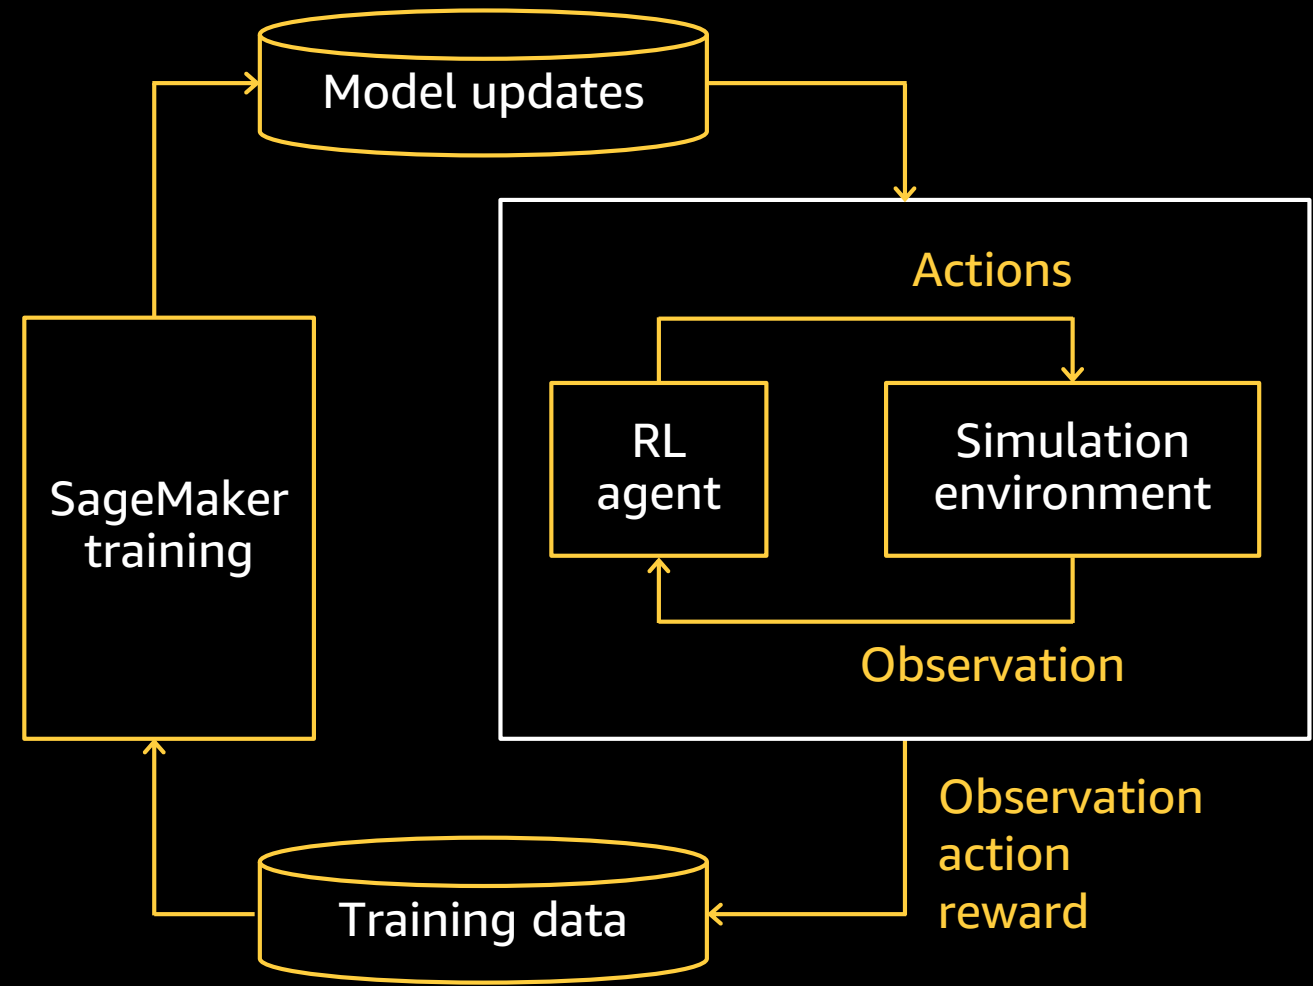 Model updates
Actions
RL
agent
Simulation
environment
SageMaker
training
Observation
Observation
action
reward
Training data